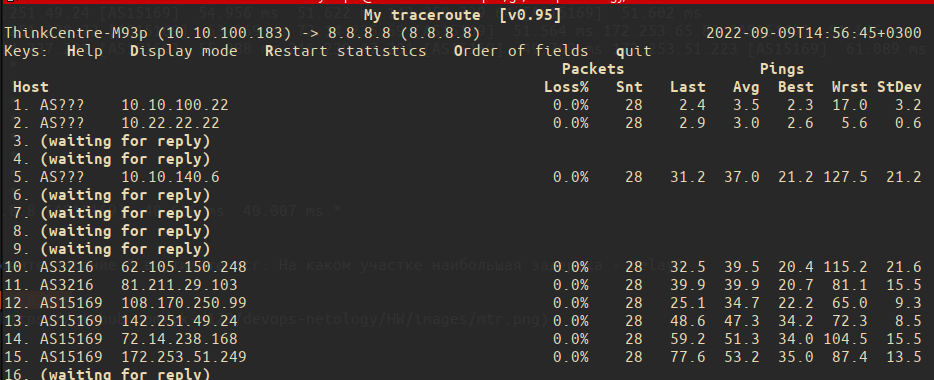 My traceroute [v0.95]
ThinkCentre-M93p (10.10.100.183) -> 8.8.8.8 (8.8.8.8) 2022-09-09T14:56:45+0300
Keys: Help Display mode Restart statistics Order of fields quit
Packets Pings
Host Loss% Snt Last Avg Best Wrst StDev
1. AS??? 10.10.100.22 0.0% 28 2.4 3.5 2.3 17.0 3.2
2. AS??? 10.22.22.22 0.0% 28 2.9 3.0 2.6 5.6 0.6
3. (waiting for reply)
4. (waiting for reply)
5. AS??? 10.10.140.6 0.0% 28 31.2 37.0 21.2 127.5 21.2
6. (waiting for reply)
7. (waiting for reply)
8. (waiting for reply)
9. (waiting for reply)
10. AS3216 62.105.150.248 0.0% 28 32.5 39.5 20.4 115.2 21.6
11. AS3216 81.211.29.103 0.0% 28 39.9 39.9 20.7 81.1 15.5
12. AS15169 108.170.250.99 0.0% 28 25.1 34.7 22.2 65.0 9.3
13. AS15169 142.251.49.24 0.0% 28 48.6 47.3 34.2 72.3 8.5
14. AS15169 72.14.238.168 0.0% 28 59.2 51.3 34.0 104.5 15.5
15. AS15169 172.253.51.249 0.0% 28 77.6 53.2 35.0 87.4 13.5
16. (waiting for reply)